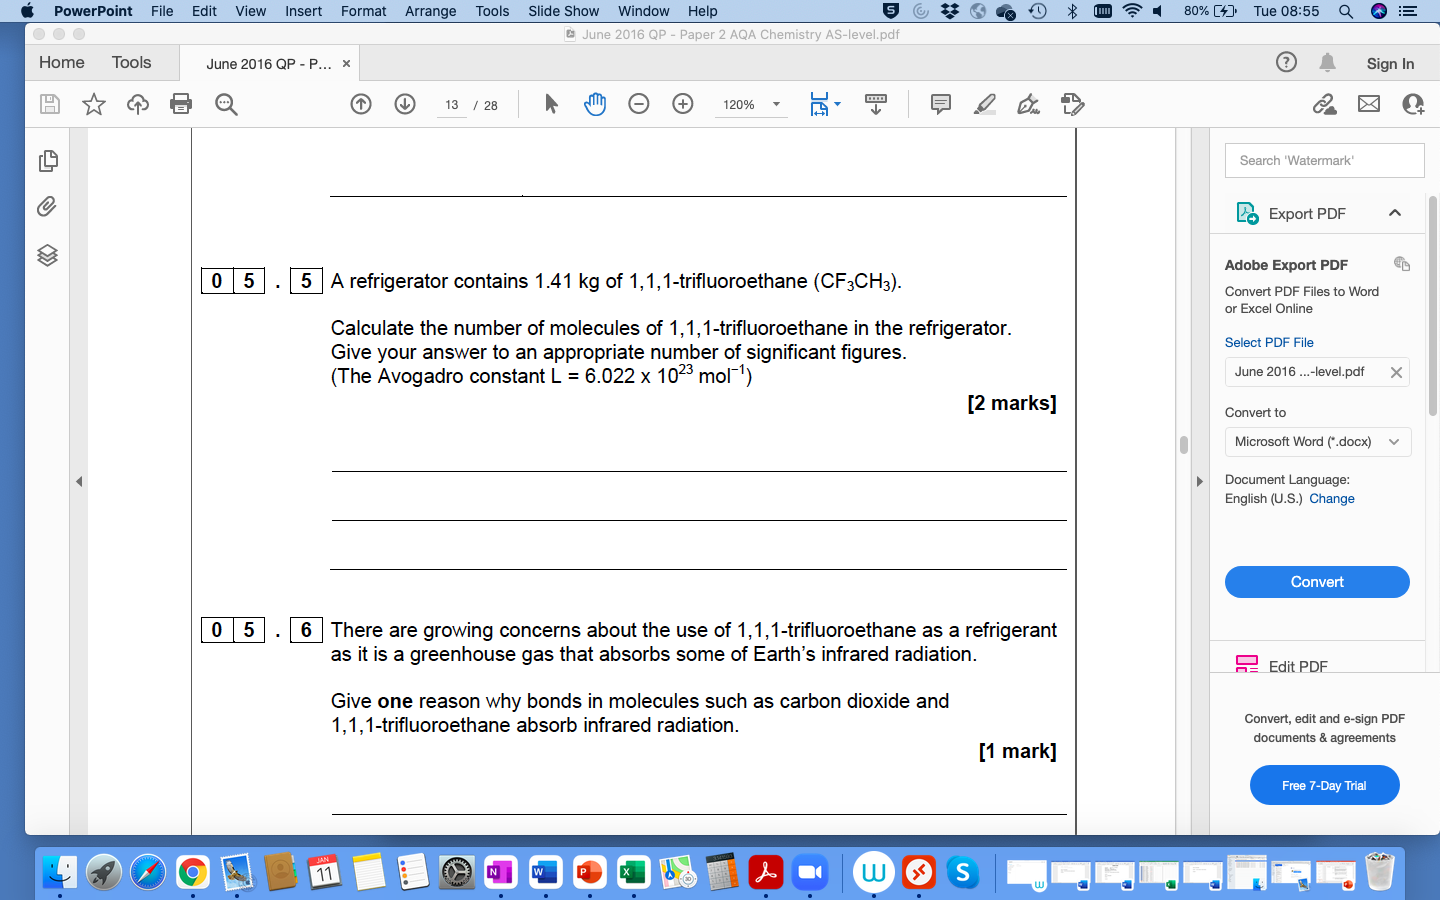 PowerPoint File Edit View Insert Format Arrange Tools Slide Show Window Help 80% Tue 08:55
June 2016 QP - Paper 2 AQA Chemistry AS-level.pdf
Home Tools June 2016 QP - P... × Sign In
13 / 28 120%
Search 'Watermark'
Export PDF
Adobe Export PDF
Convert PDF Files to Word
or Excel Online
Select PDF File
June 2016 ...-level.pdf
Convert to
Microsoft Word (*.docx)
Document Language:
English (U.S.) Change
Convert
Edit PDF
Convert, edit and e-sign PDF
documents & agreements
Free 7-Day Trial
0 5 . 5 A refrigerator contains 1.41 kg of 1,1,1-trifluoroethane (CF₃CH₃).
Calculate the number of molecules of 1,1,1-trifluoroethane in the refrigerator.
Give your answer to an appropriate number of significant figures.
(The Avogadro constant L = 6.022 x 10²³ mol⁻¹)
[2 marks]
0 5 . 6 There are growing concerns about the use of 1,1,1-trifluoroethane as a refrigerant
as it is a greenhouse gas that absorbs some of Earth's infrared radiation.
Give one reason why bonds in molecules such as carbon dioxide and
1,1,1-trifluoroethane absorb infrared radiation.
[1 mark]
JAN
11